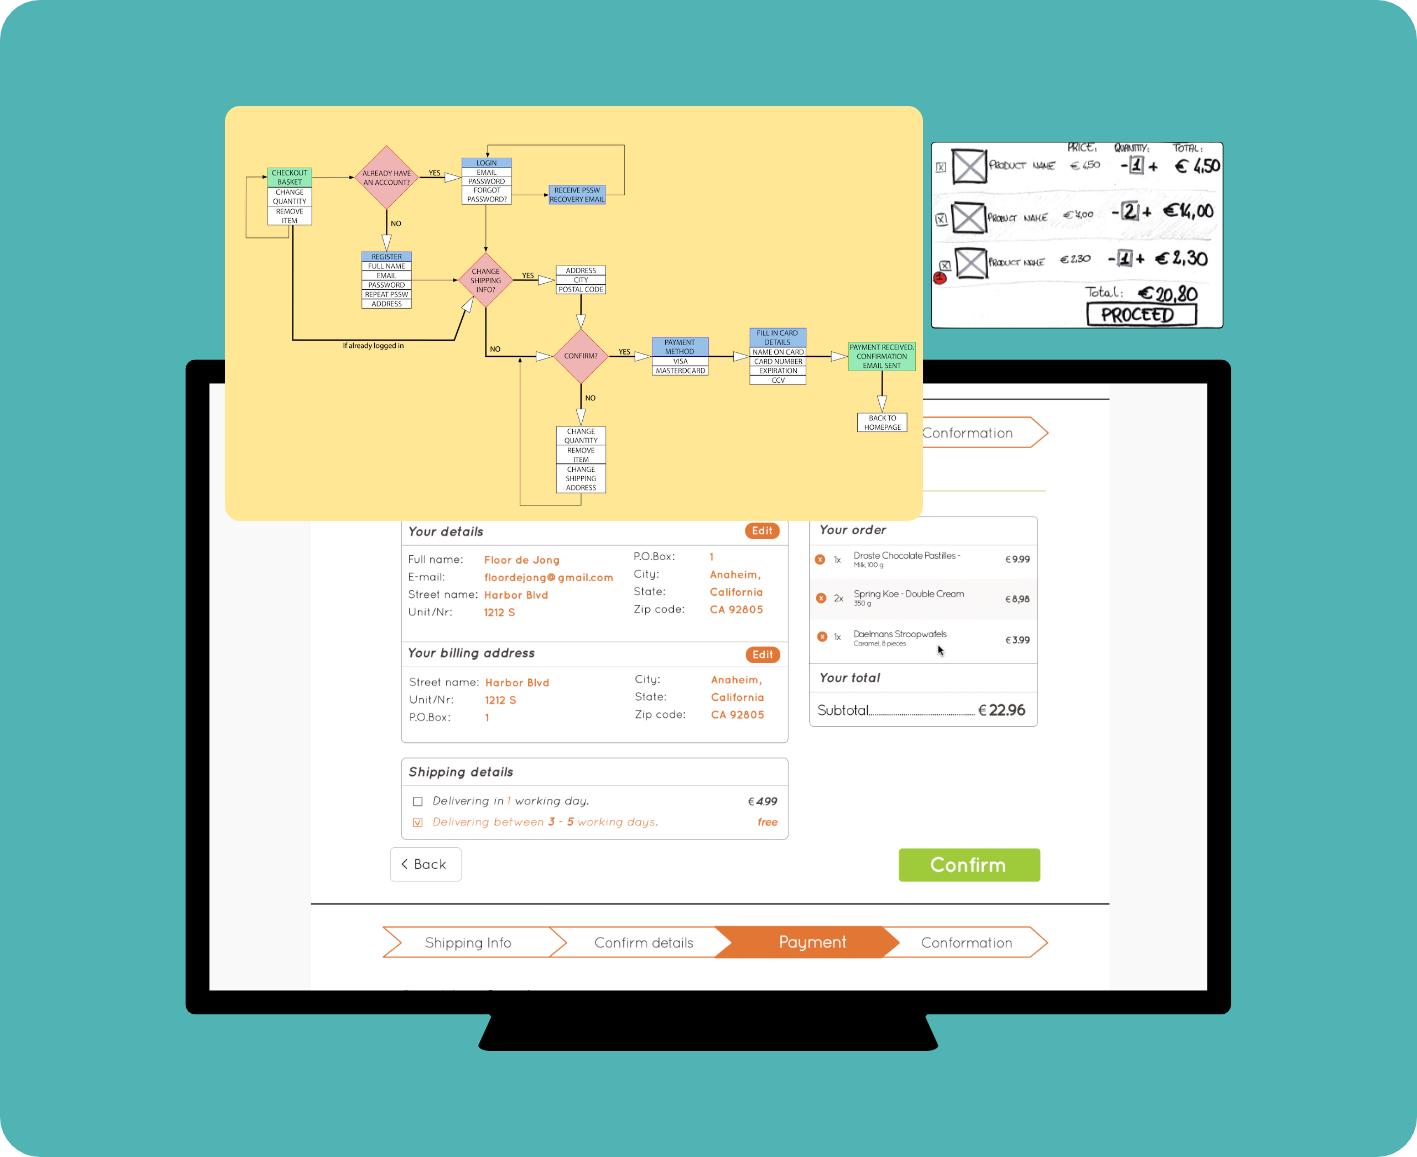 CHECKOUT
BASKET
CHANGE
QUANTITY
REMOVE
ITEM
ALREADY HAVE
AN ACCOUNT?
YES
NO
LOGIN
EMAIL
PASSWORD
FORGOT
PASSWORD?
RECEIVE PSSW
RECOVERY EMAIL
REGISTER
FULL NAME
EMAIL
PASSWORD
REPEAT PSSW
ADDRESS
If already logged in
CHANGE
SHIPPING
INFO?
YES
NO
ADDRESS
CITY
POSTAL CODE
CONFIRM?
YES
NO
CHANGE
QUANTITY
REMOVE
ITEM
CHANGE
SHIPPING
ADDRESS
PAYMENT
METHOD
VISA
MASTERDCARD
FILL IN CARD
DETAILS
NAME ON CARD
CARD NUMBER
EXPIRATION
CCV
PAYMENT RECEIVED,
CONFIRMATION
EMAIL SENT
BACK TO
HOMEPAGE
PRICE: QUANTITY: TOTAL:
X PRODUCT NAME € 4,50 - 1 + € 4,50
X PRODUCT NAME € 7,00 - 2 + €14,00
X PRODUCT NAME € 2,30 - 1 + € 2,30
1
Total: €20,80
PROCEED
Conformation
Your details Edit
Full name: Floor de Jong
E-mail: floordejong@gmail.com
Street name: Harbor Blvd
Unit/Nr: 1212 S
P.O.Box: 1
City: Anaheim,
State: California
Zip code: CA 92805
Your billing address Edit
Street name: Harbor Blvd
Unit/Nr: 1212 S
P.O.Box: 1
City: Anaheim,
State: California
Zip code: CA 92805
Shipping details
Delivering in 1 working day. € 4.99
Delivering between 3 - 5 working days. free
Your order
x 1x Droste Chocolate Pastilles - € 9.99
Milk, 100 g
x 2x Spring Koe - Double Cream € 8,98
350 g
x 1x Daelmans Stroopwafels € 3.99
Caramel, 8 pieces
Your total
Subtotal........................................ € 22.96
< Back
Confirm
Shipping Info Confirm details Payment Conformation